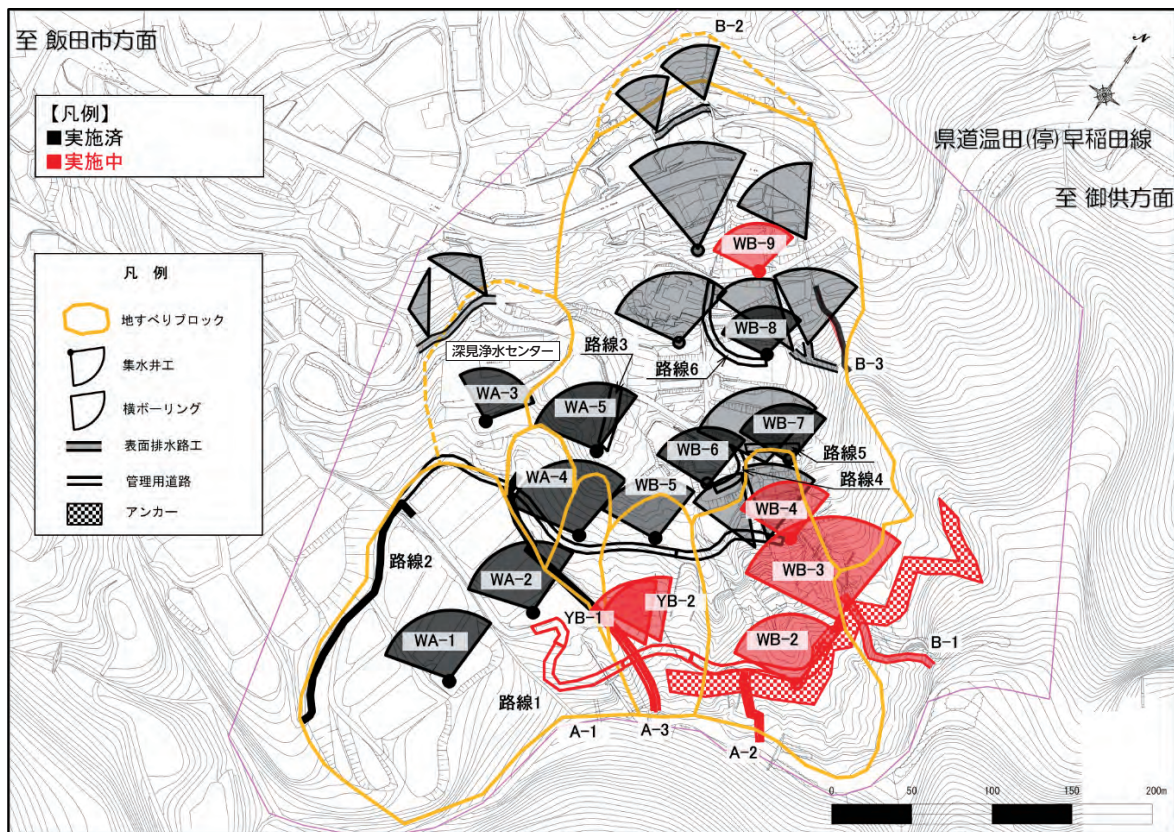 至 飯田市方面
【凡例】
■実施済
■実施中
凡 例
地すべりブロック
集水井工
横ボーリング
表面排水路工
管理用道路
アンカー
B-2
N
県道温田(停)早稲田線
至 御供方面
WB-9
WB-8
B-3
深見浄水センター
路線3
路線6
WA-3
WA-5
WB-7
WB-6
路線5
路線4
WA-4
WB-5
WB-4
WB-3
路線2
WA-2
YB-1
YB-2
WA-1
WB-2
B-1
路線1
A-1
A-3
A-2
0 50 100 150 200m